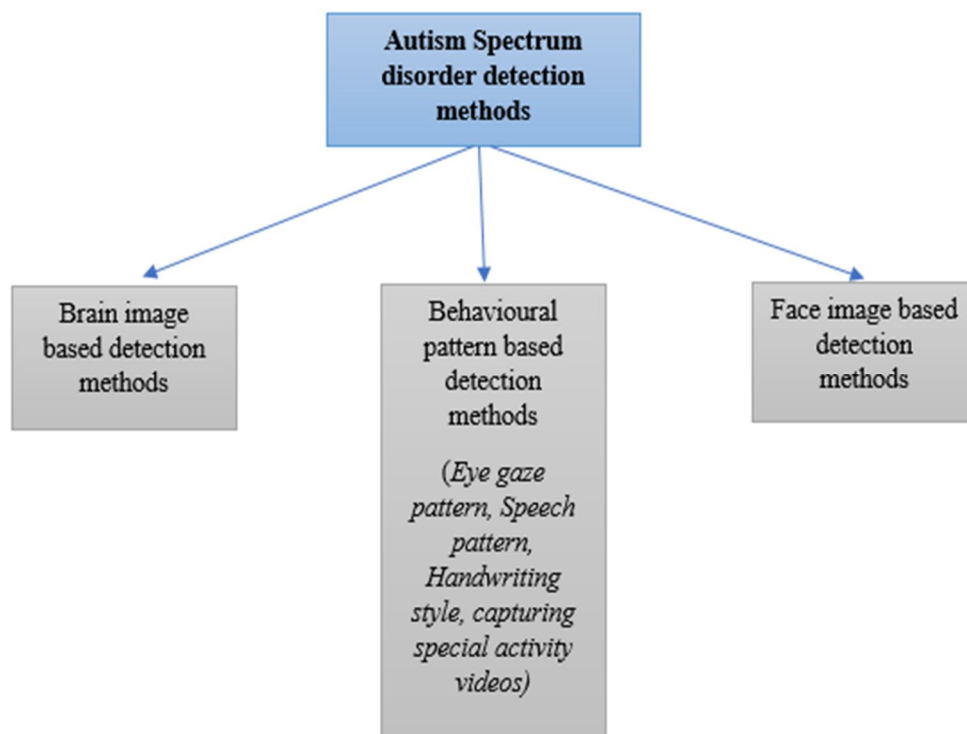 Autism Spectrum
disorder detection
methods
Brain image
based detection
methods
Behavioural
pattern based
detection
methods
(Eye gaze
pattern, Speech
pattern,
Handwriting
style, capturing
special activity
videos)
Face image based
detection
methods